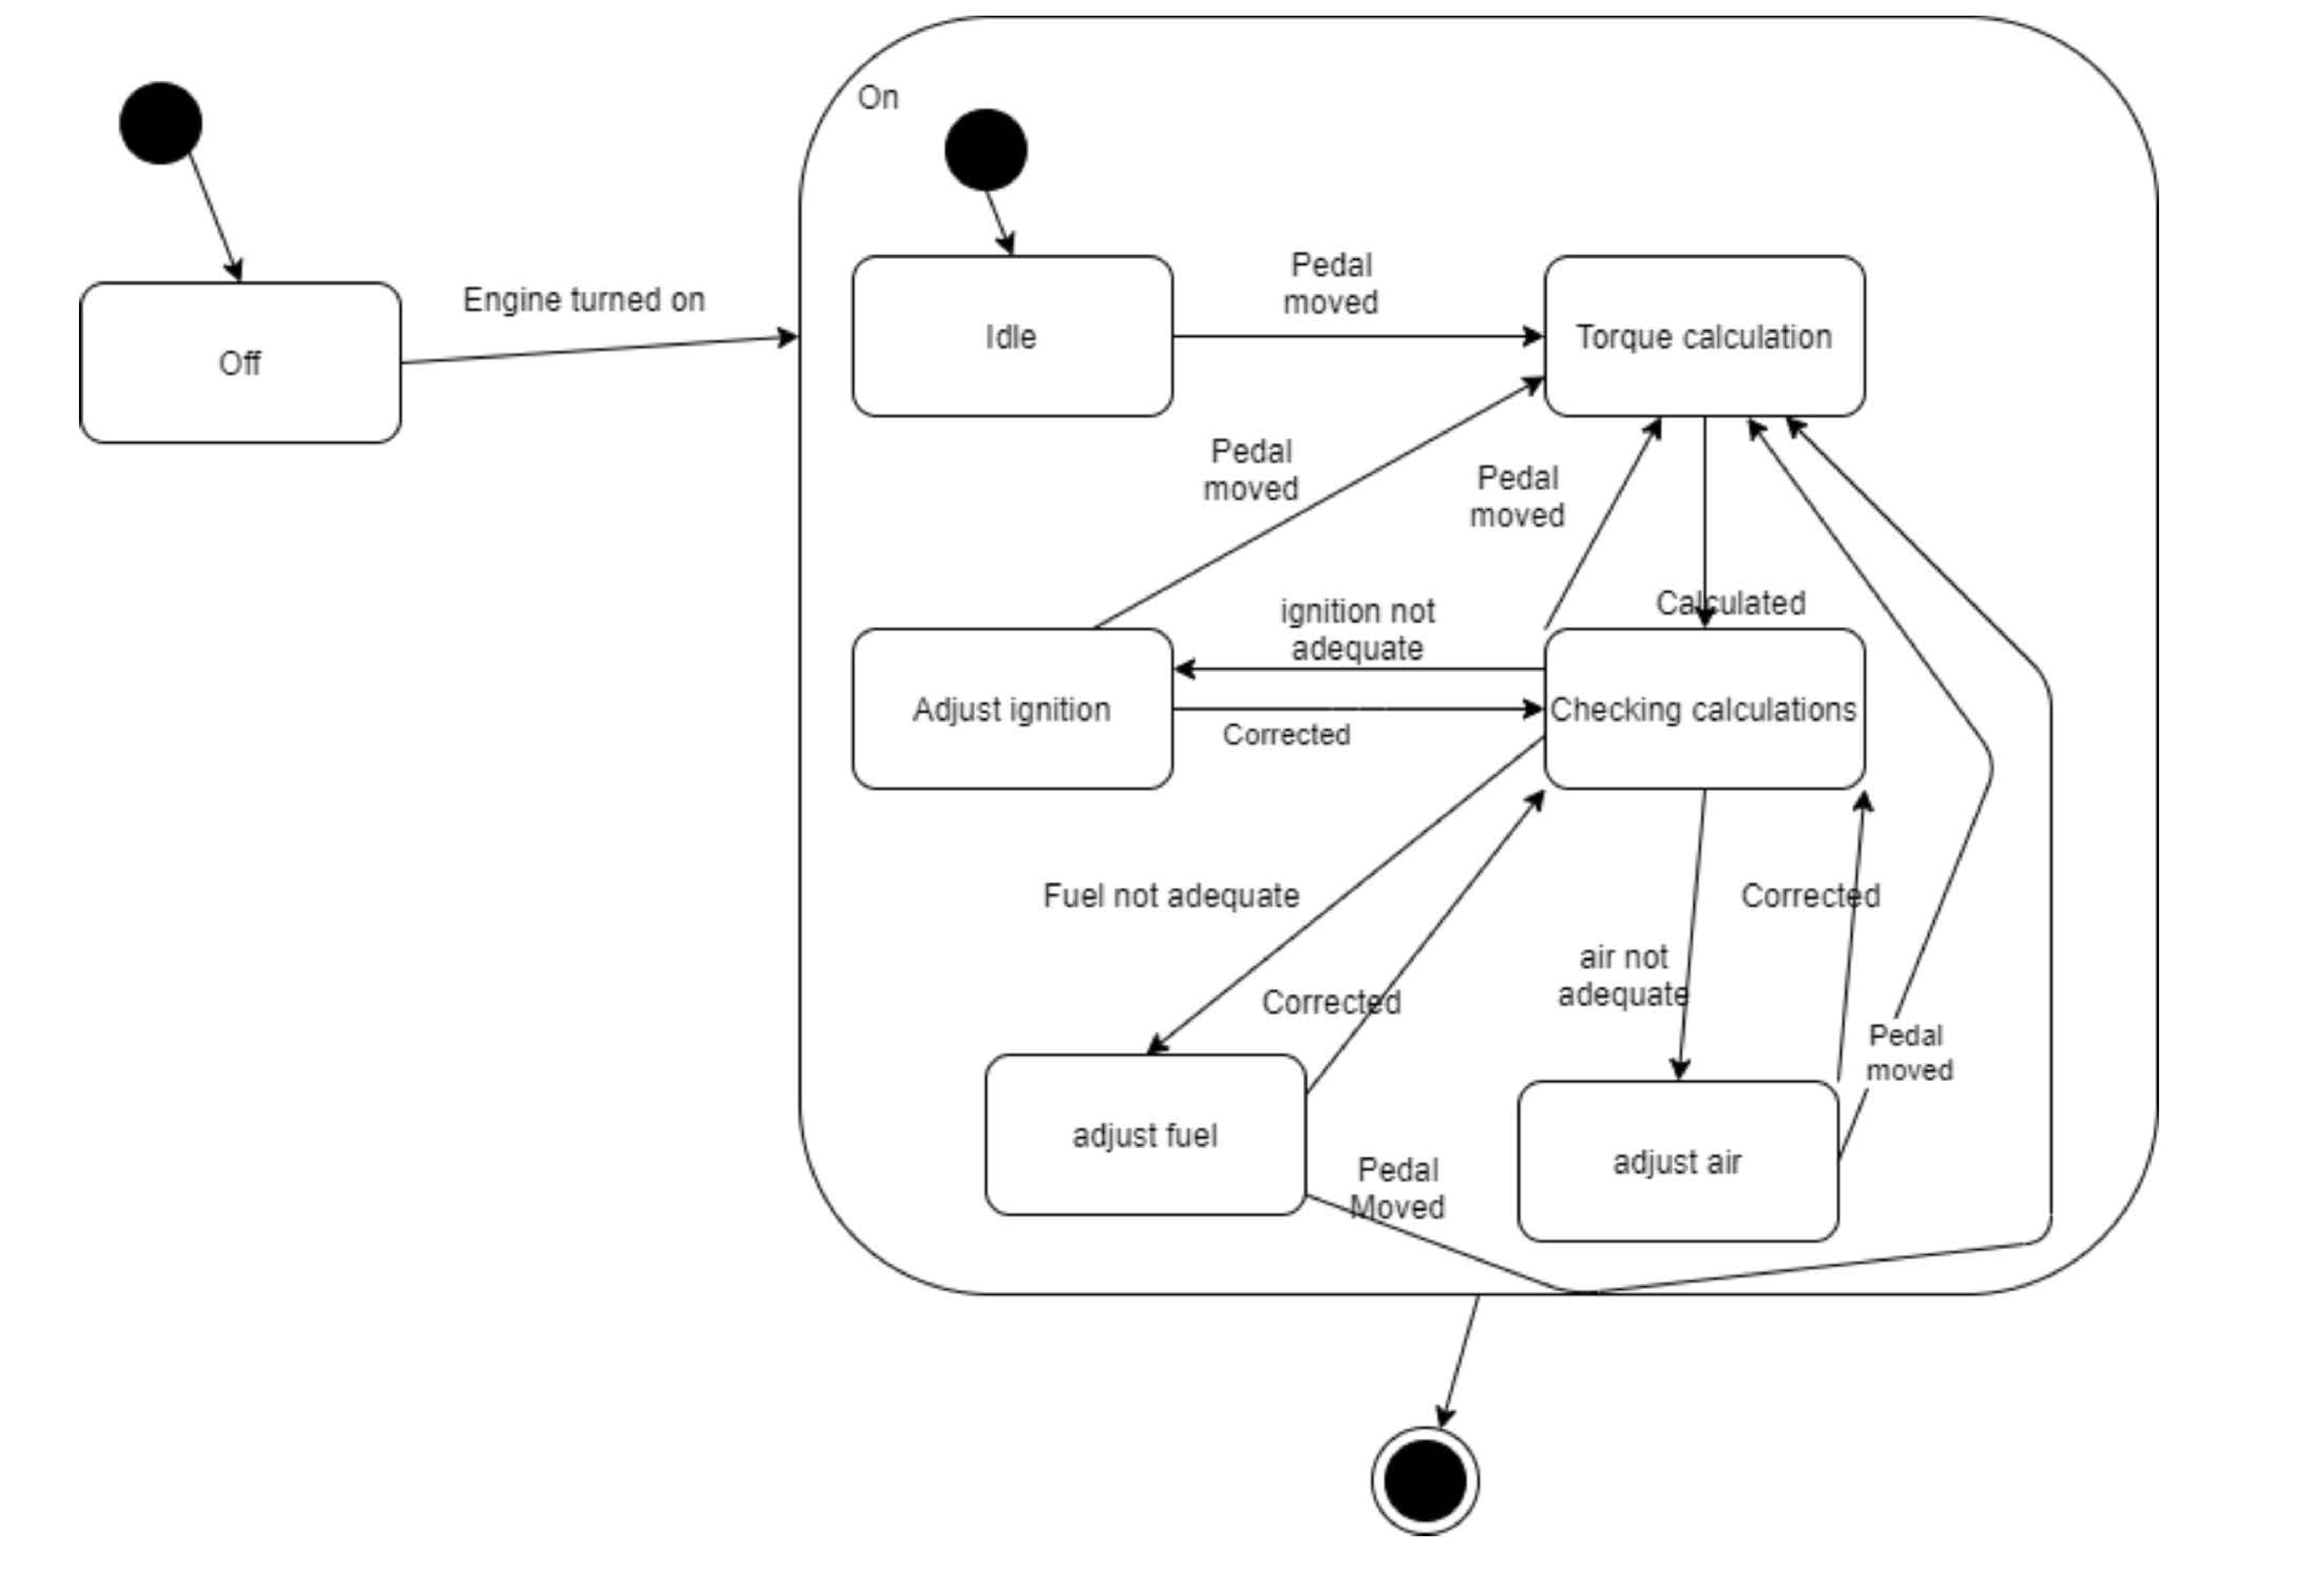 On
Engine turned on
Off
Idle
Pedal
moved
Torque calculation
Pedal
moved
Pedal
moved
Calculated
ignition not
adequate
Adjust ignition
Corrected
Checking calculations
Fuel not adequate
Corrected
air not
adequate
Corrected
Pedal
moved
adjust fuel
Pedal
Moved
adjust air